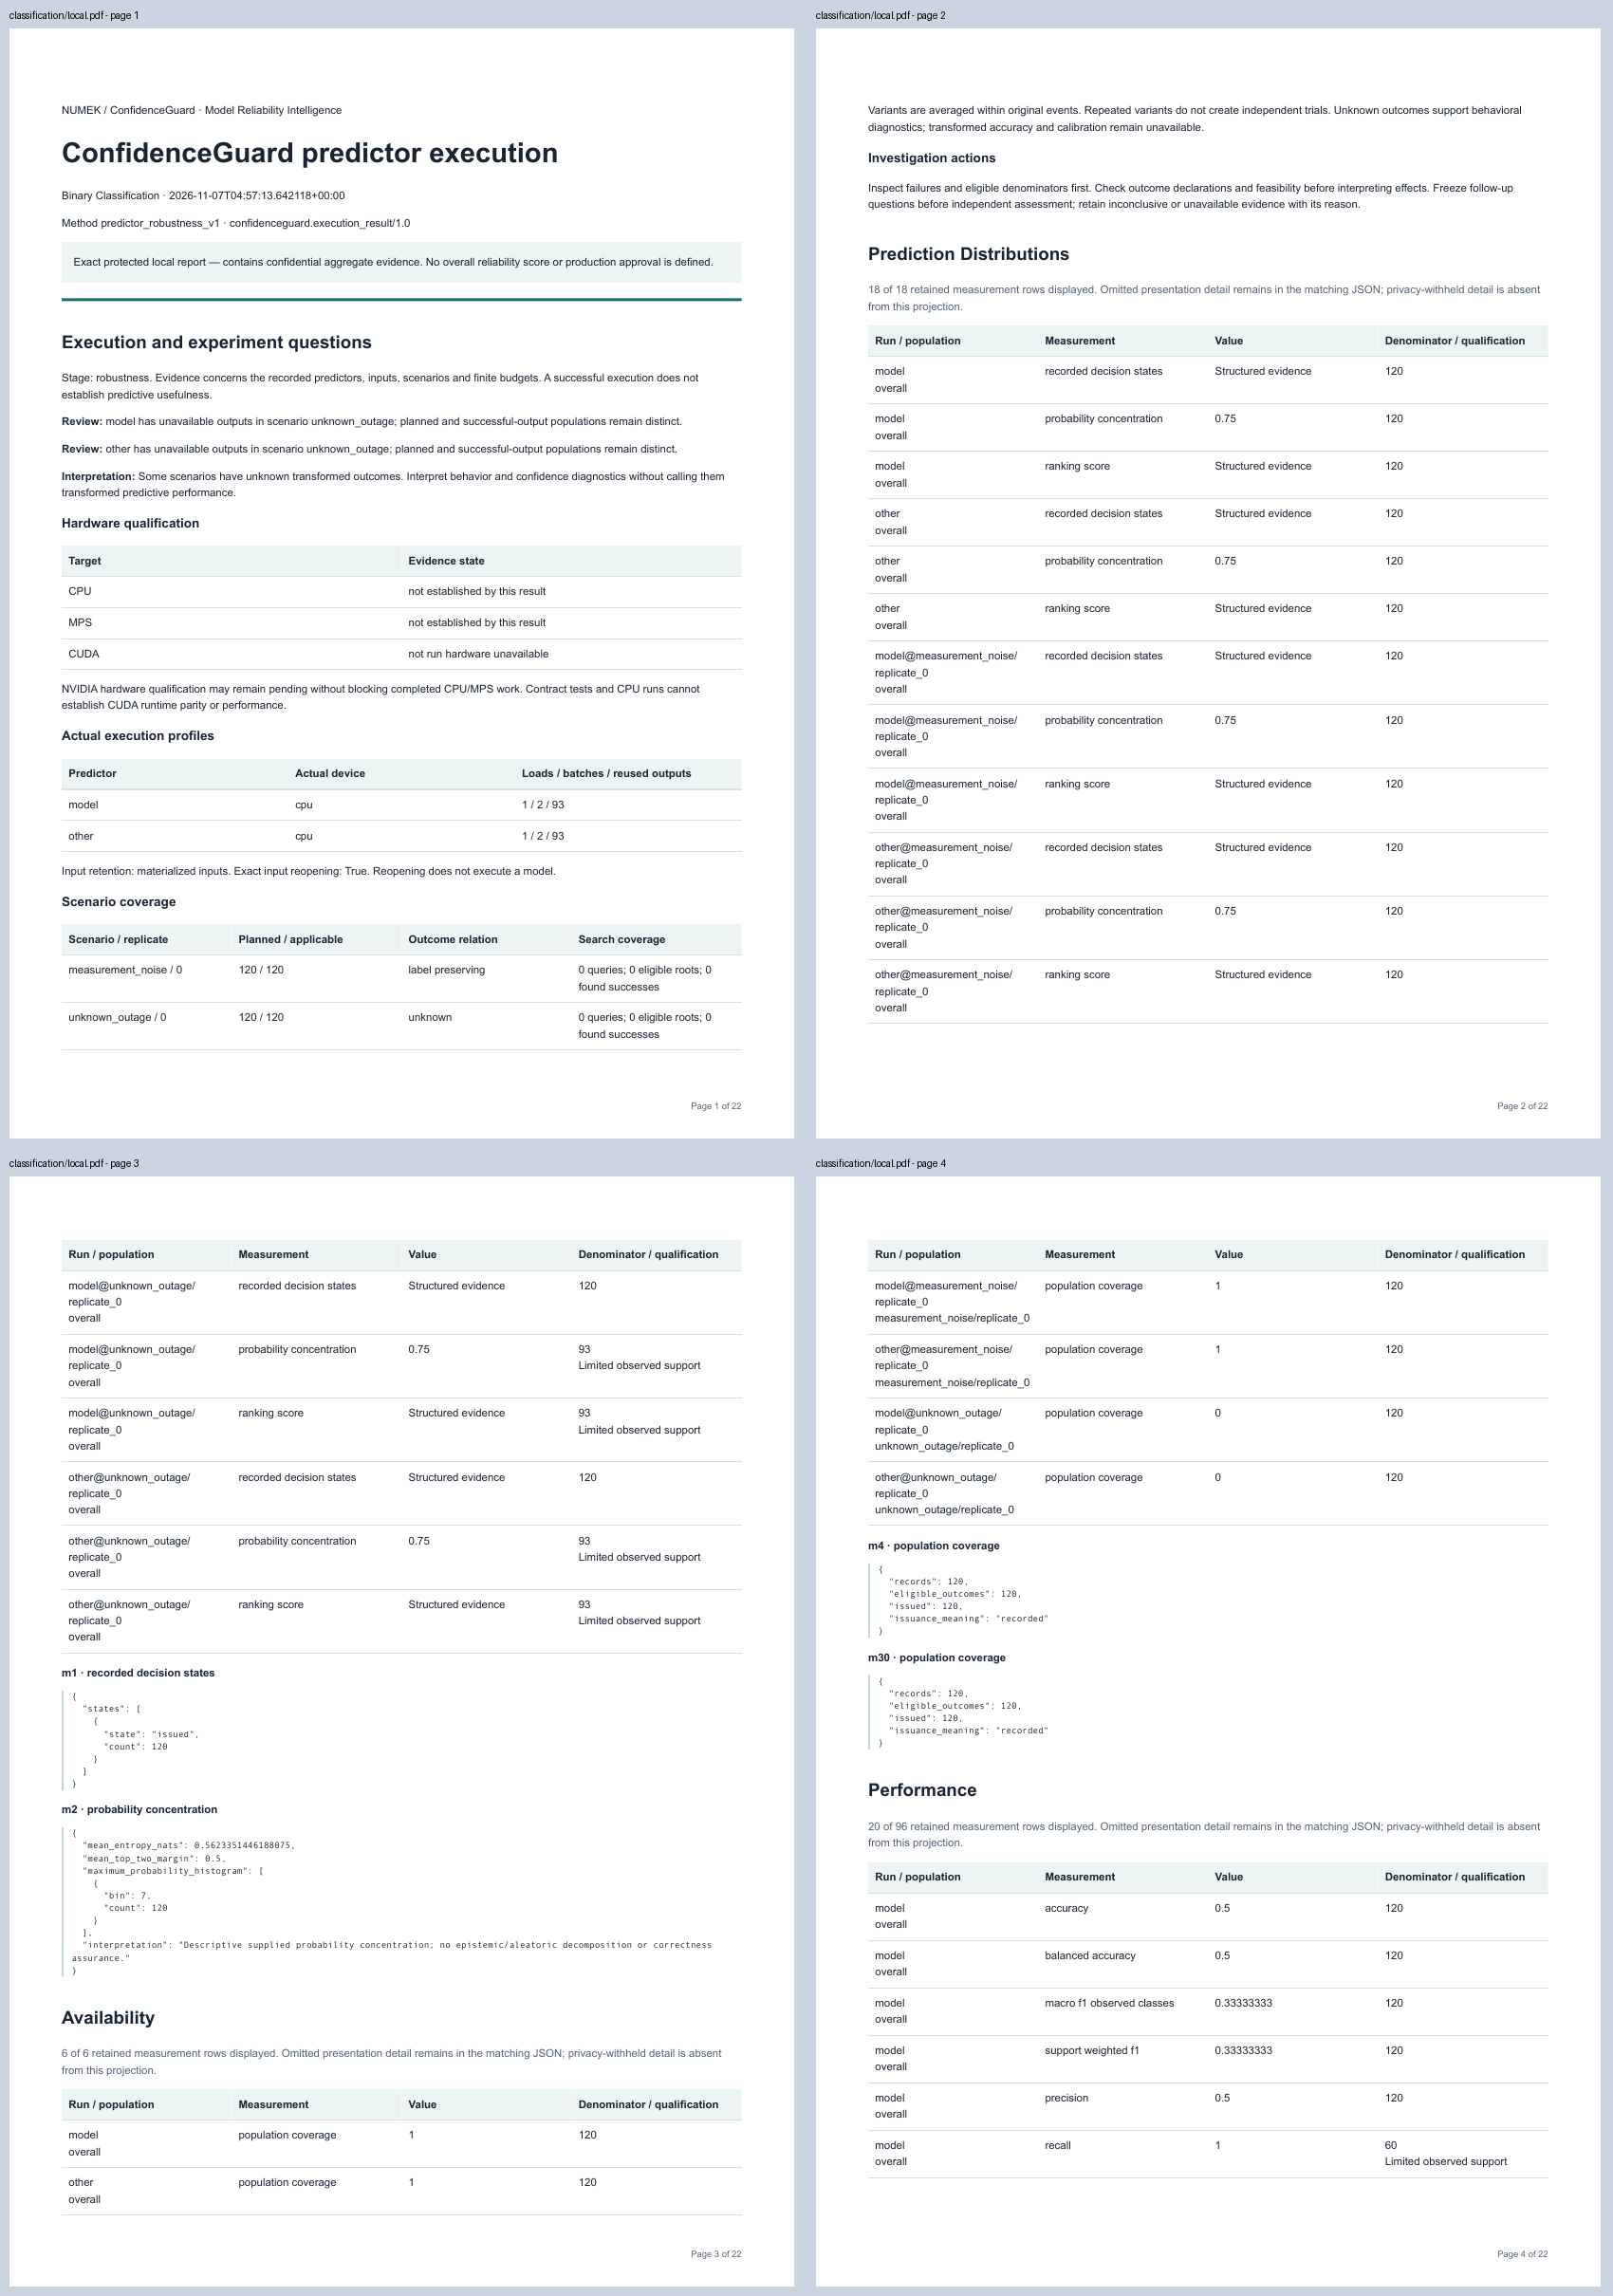 classification/local.pdf - page 1
NUMEK / ConfidenceGuard · Model Reliability Intelligence
ConfidenceGuard predictor execution
Binary Classification · 2026-11-07T04:57:13.642118+00:00
Method predictor_robustness_v1 · confidenceguard.execution_result/1.0
Exact protected local report — contains confidential aggregate evidence. No overall reliability score or production approval is defined.
Execution and experiment questions
Stage: robustness. Evidence concerns the recorded predictors, inputs, scenarios and finite budgets. A successful execution does not
establish predictive usefulness.
Review: model has unavailable outputs in scenario unknown_outage; planned and successful-output populations remain distinct.
Review: other has unavailable outputs in scenario unknown_outage; planned and successful-output populations remain distinct.
Interpretation: Some scenarios have unknown transformed outcomes. Interpret behavior and confidence diagnostics without calling them
transformed predictive performance.
Hardware qualification
Target Evidence state
CPU not established by this result
MPS not established by this result
CUDA not run hardware unavailable
NVIDIA hardware qualification may remain pending without blocking completed CPU/MPS work. Contract tests and CPU runs cannot
establish CUDA runtime parity or performance.
Actual execution profiles
Predictor Actual device Loads / batches / reused outputs
model cpu 1 / 2 / 93
other cpu 1 / 2 / 93
Input retention: materialized inputs. Exact input reopening: True. Reopening does not execute a model.
Scenario coverage
Scenario / replicate Planned / applicable Outcome relation Search coverage
measurement_noise / 0 120 / 120 label preserving 0 queries; 0 eligible roots; 0
found successes
unknown_outage / 0 120 / 120 unknown 0 queries; 0 eligible roots; 0
found successes
Page 1 of 22
classification/local.pdf - page 2
Variants are averaged within original events. Repeated variants do not create independent trials. Unknown outcomes support behavioral
diagnostics; transformed accuracy and calibration remain unavailable.
Investigation actions
Inspect failures and eligible denominators first. Check outcome declarations and feasibility before interpreting effects. Freeze follow-up
questions before independent assessment; retain inconclusive or unavailable evidence with its reason.
Prediction Distributions
18 of 18 retained measurement rows displayed. Omitted presentation detail remains in the matching JSON; privacy-withheld detail is absent
from this projection.
Run / population Measurement Value Denominator / qualification
model recorded decision states Structured evidence 120
overall
model probability concentration 0.75 120
overall
model ranking score Structured evidence 120
overall
other recorded decision states Structured evidence 120
overall
other probability concentration 0.75 120
overall
other ranking score Structured evidence 120
overall
model@measurement_noise/ recorded decision states Structured evidence 120
replicate_0
overall
model@measurement_noise/ probability concentration 0.75 120
replicate_0
overall
model@measurement_noise/ ranking score Structured evidence 120
replicate_0
overall
other@measurement_noise/ recorded decision states Structured evidence 120
replicate_0
overall
other@measurement_noise/ probability concentration 0.75 120
replicate_0
overall
other@measurement_noise/ ranking score Structured evidence 120
replicate_0
overall
Page 2 of 22
classification/local.pdf - page 3
Run / population Measurement Value Denominator / qualification
model@unknown_outage/ recorded decision states Structured evidence 120
replicate_0
overall
model@unknown_outage/ probability concentration 0.75 93
replicate_0 Limited observed support
overall
model@unknown_outage/ ranking score Structured evidence 93
replicate_0 Limited observed support
overall
other@unknown_outage/ recorded decision states Structured evidence 120
replicate_0
overall
other@unknown_outage/ probability concentration 0.75 93
replicate_0 Limited observed support
overall
other@unknown_outage/ ranking score Structured evidence 93
replicate_0 Limited observed support
overall
m1 · recorded decision states
{
"states": [
{
"state": "issued",
"count": 120
}
]
}
m2 · probability concentration
{
"mean_entropy_nats": 0.5623351446188075,
"mean_top_two_margin": 0.5,
"maximum_probability_histogram": [
{
"bin": 7,
"count": 120
}
],
"interpretation": "Descriptive supplied probability concentration; no epistemic/aleatoric decomposition or correctness
assurance."
}
Availability
6 of 6 retained measurement rows displayed. Omitted presentation detail remains in the matching JSON; privacy-withheld detail is absent
from this projection.
Run / population Measurement Value Denominator / qualification
model population coverage 1 120
overall
other population coverage 1 120
overall
Page 3 of 22
classification/local.pdf - page 4
Run / population Measurement Value Denominator / qualification
model@measurement_noise/ population coverage 1 120
replicate_0
measurement_noise/replicate_0
other@measurement_noise/ population coverage 1 120
replicate_0
measurement_noise/replicate_0
model@unknown_outage/ population coverage 0 120
replicate_0
unknown_outage/replicate_0
other@unknown_outage/ population coverage 0 120
replicate_0
unknown_outage/replicate_0
m4 · population coverage
{
"records": 120,
"eligible_outcomes": 120,
"issued": 120,
"issuance_meaning": "recorded"
}
m30 · population coverage
{
"records": 120,
"eligible_outcomes": 120,
"issued": 120,
"issuance_meaning": "recorded"
}
Performance
20 of 96 retained measurement rows displayed. Omitted presentation detail remains in the matching JSON; privacy-withheld detail is absent
from this projection.
Run / population Measurement Value Denominator / qualification
model accuracy 0.5 120
overall
model balanced accuracy 0.5 120
overall
model macro f1 observed classes 0.33333333 120
overall
model support weighted f1 0.33333333 120
overall
model precision 0.5 120
overall
model recall 1 60
overall Limited observed support
Page 4 of 22